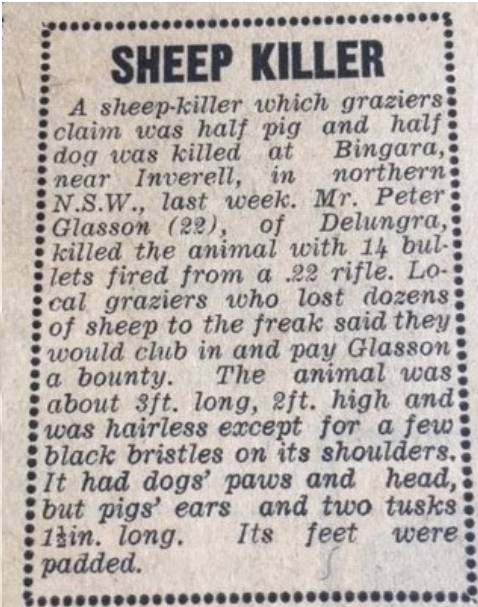 SHEEP KILLER
A sheep-killer which graziers
claim was half pig and half
dog was killed at Bingara,
near Inverell, in northern
N.S.W., last week. Mr. Peter
Glasson (22), of Delungra,
killed the animal with 14 bul-
lets fired from a .22 rifle. Lo-
cal graziers who lost dozens
of sheep to the freak said they
would club in and pay Glasson
a bounty. The animal was
about 3ft. long, 2ft. high and
was hairless except for a few
black bristles on its shoulders.
It had dogs' paws and head,
but pigs' ears and two tusks
1½in. long. Its feet were
padded.